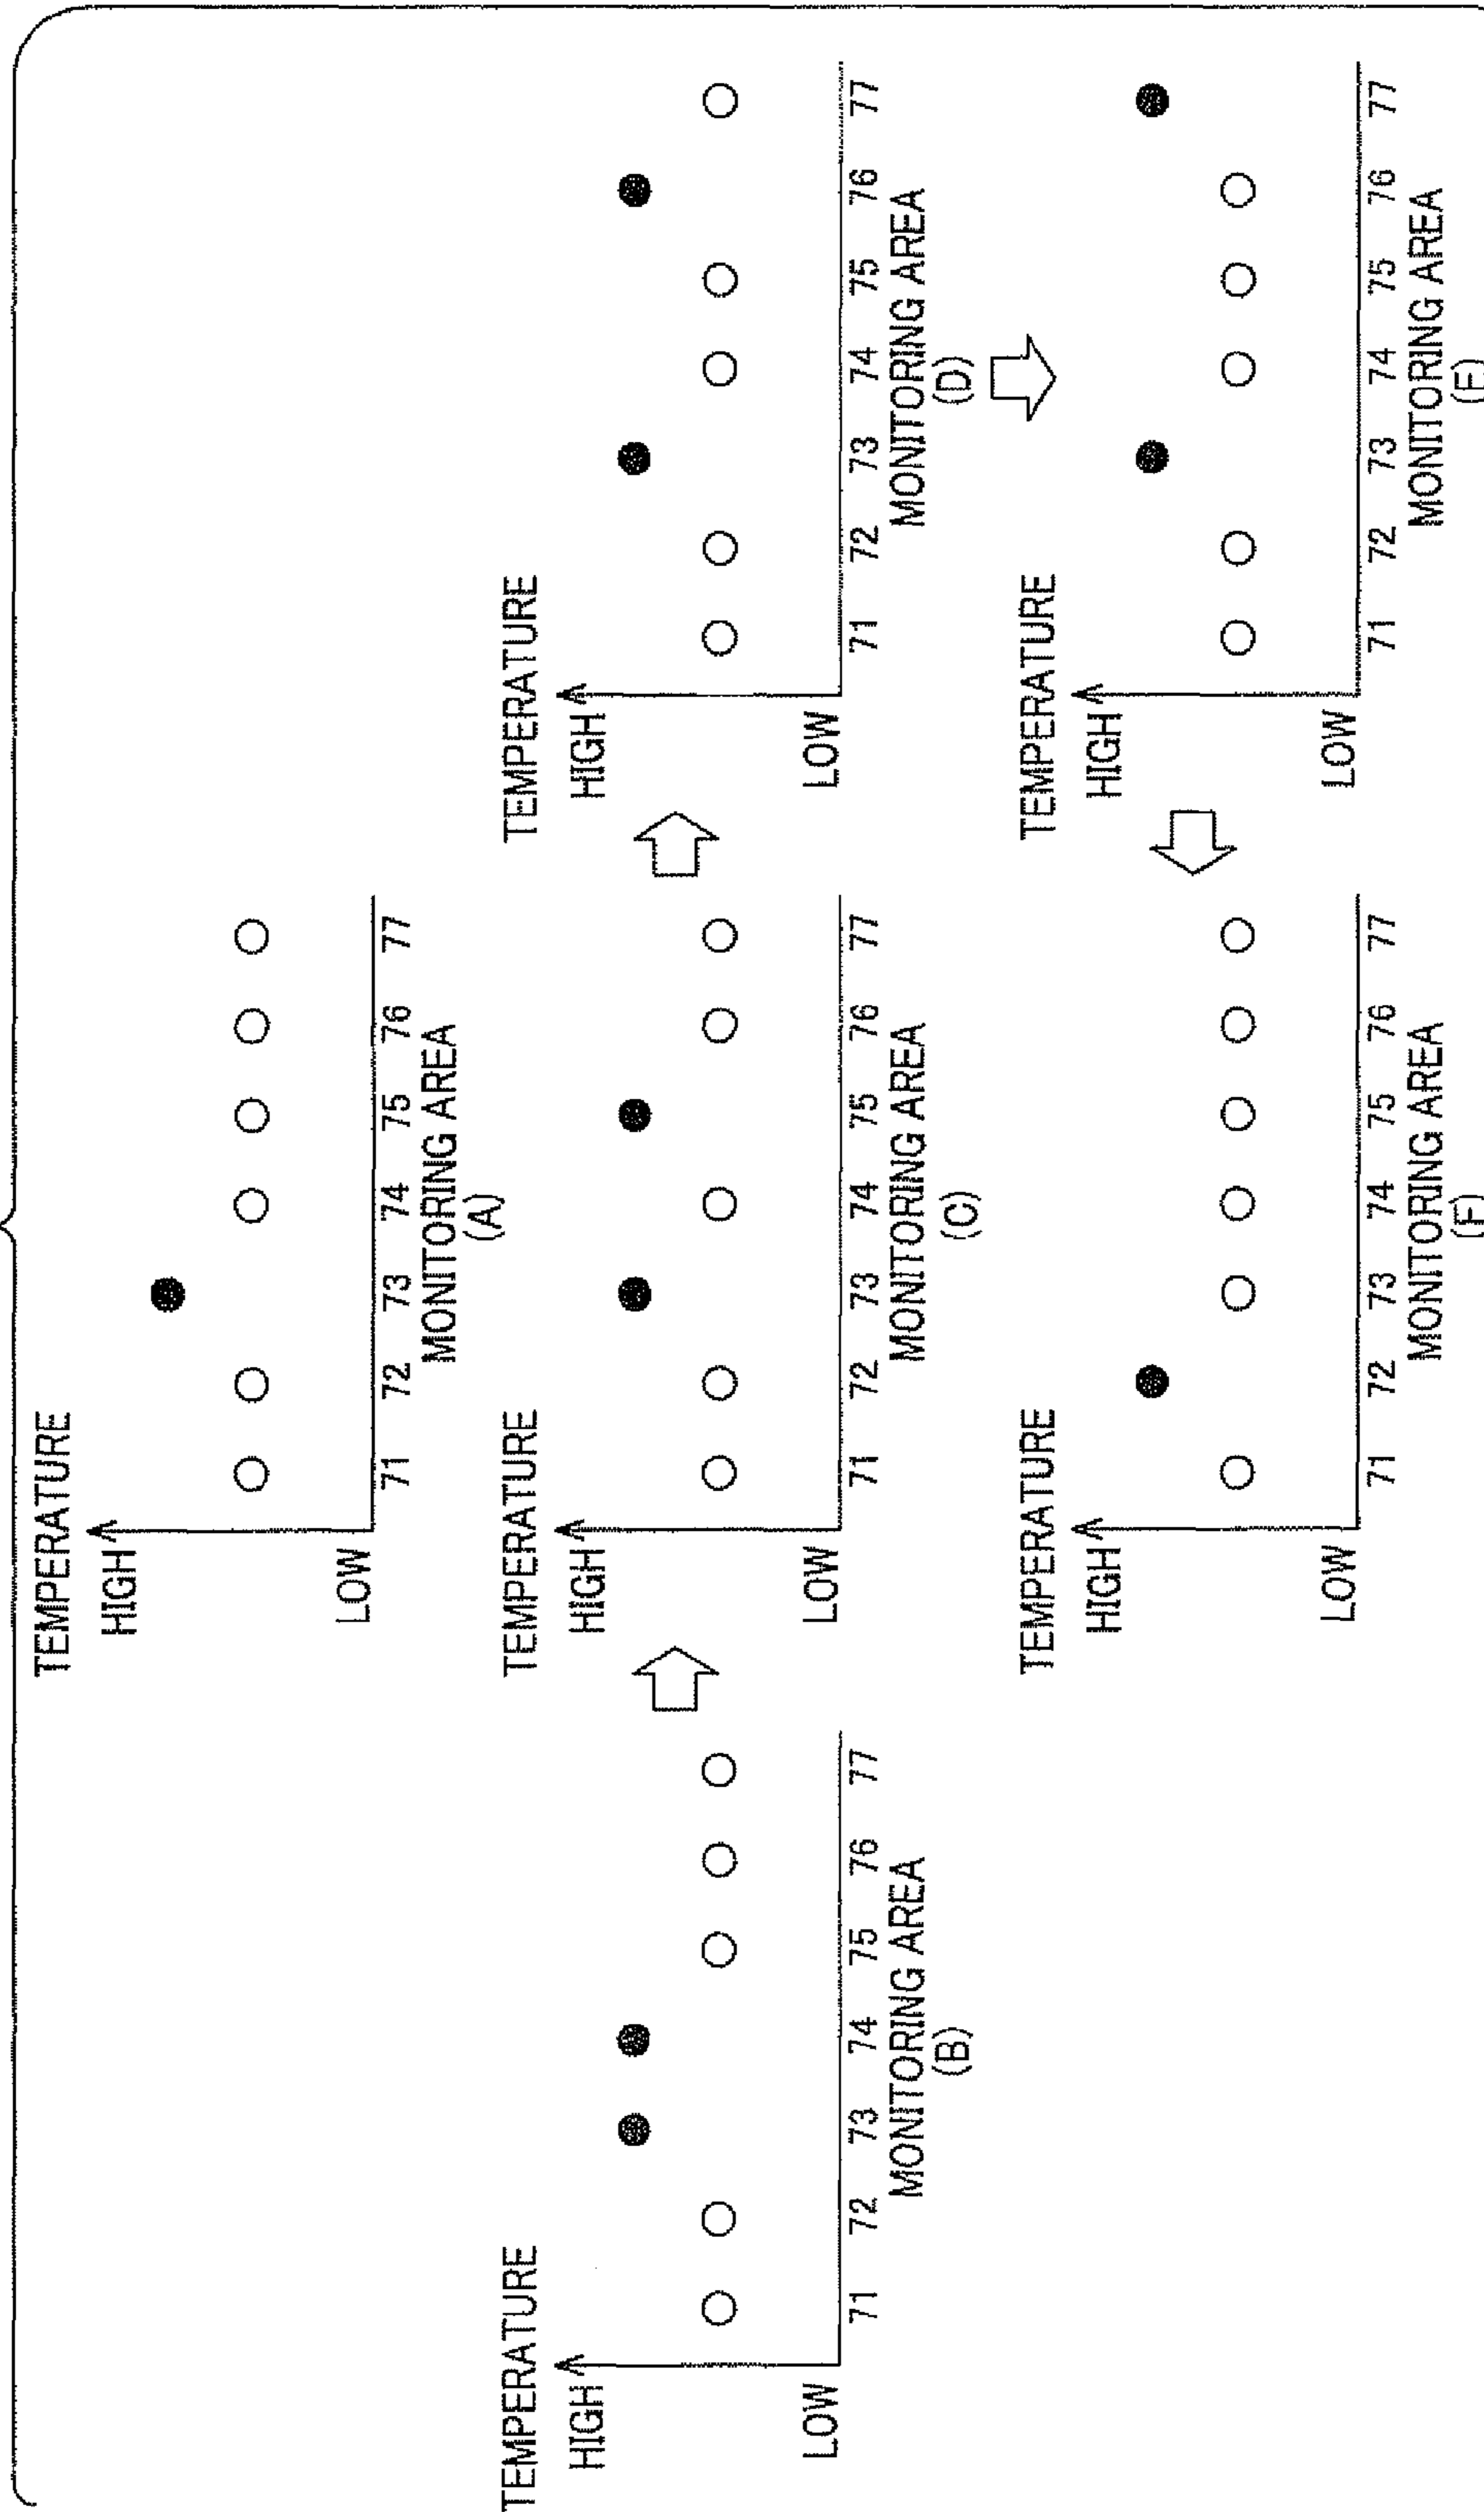 TEMPERATURE
HIGH
LOW
71 72 73 74 75 76 77
MONITORING AREA
(A)
TEMPERATURE
HIGH
LOW
71 72 73 74 75 76 77
MONITORING AREA
(B)
TEMPERATURE
HIGH
LOW
71 72 73 74 75 76 77
MONITORING AREA
(C)
TEMPERATURE
HIGH
LOW
71 72 73 74 75 76 77
MONITORING AREA
(D)
TEMPERATURE
HIGH
LOW
71 72 73 74 75 76 77
MONITORING AREA
(F)
TEMPERATURE
HIGH
LOW
71 72 73 74 75 76 77
MONITORING AREA
(E)